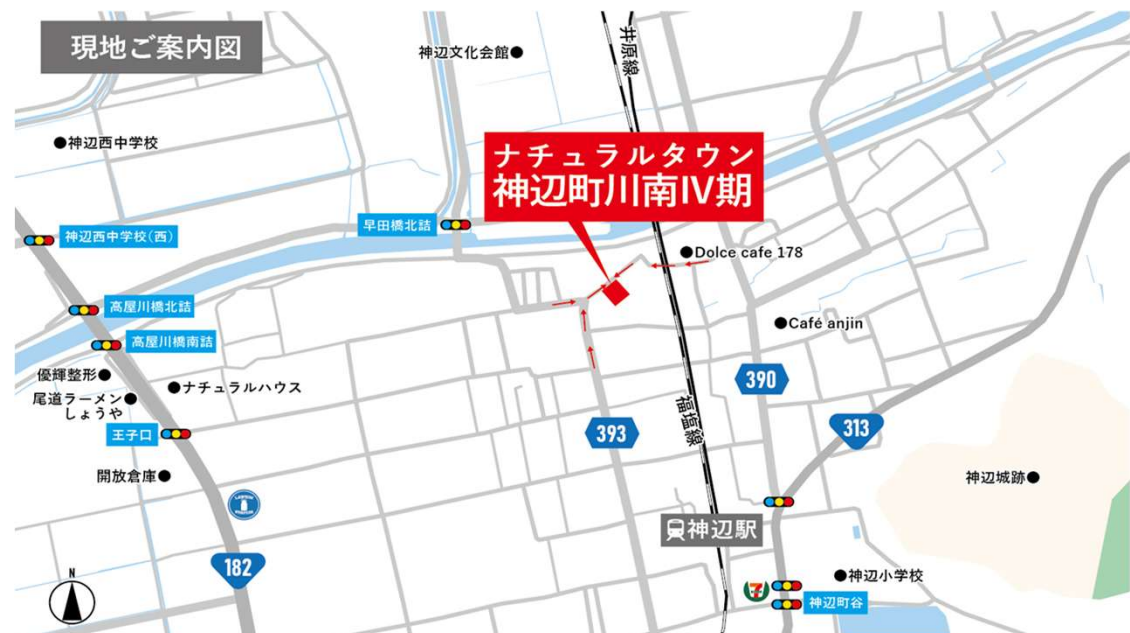 現地ご案内図
神辺文化会館
井原線
神辺西中学校
ナチュラルタウン
神辺町川南Ⅳ期
早田橋北詰
神辺西中学校(西)
Dolce cafe 178
高屋川橋北詰
Café anjin
高屋川橋南詰
優輝整形
ナチュラルハウス
尾道ラーメン
しょうや
390
福塩線
393
313
王子口
開放倉庫
神辺城跡
神辺駅
182
神辺小学校
7
神辺町谷
N